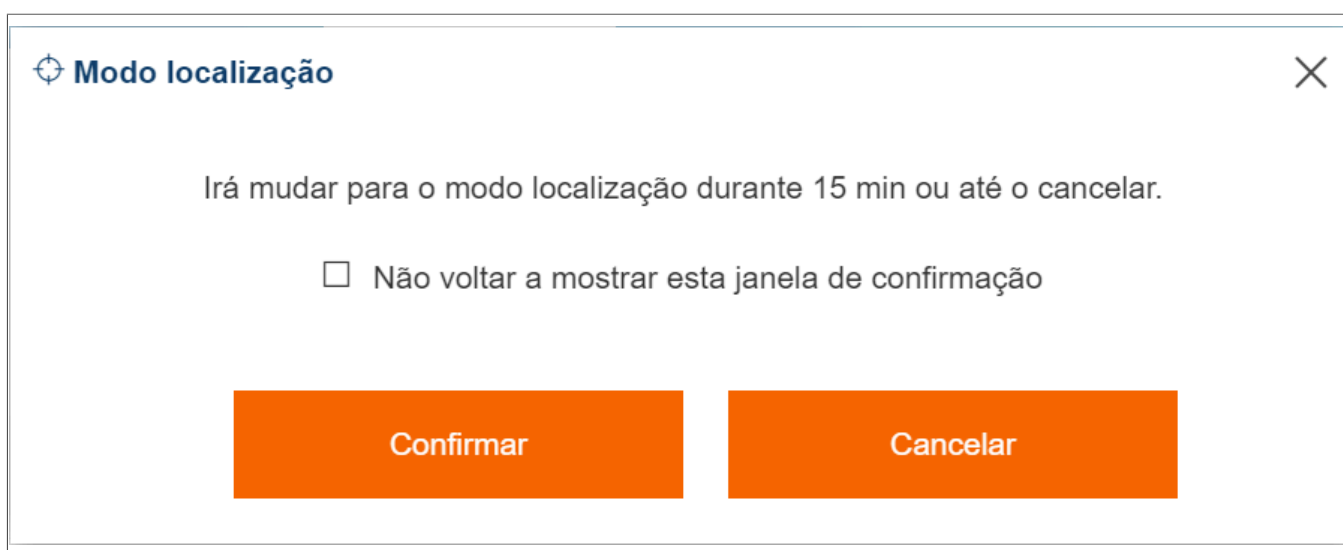 Modo localização
Irá mudar para o modo localização durante 15 min ou até o cancelar.
Não voltar a mostrar esta janela de confirmação
Confirmar
Cancelar